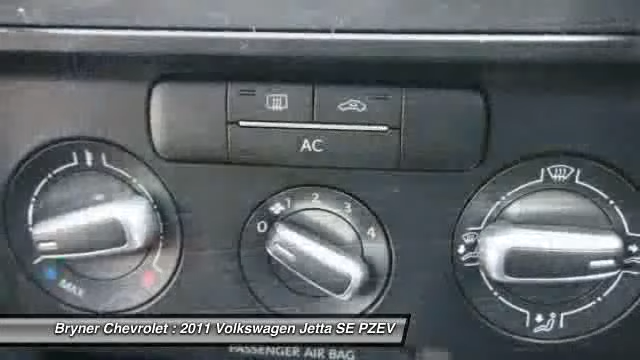 AC
0 1 2 3 4
MAX
Bryner Chevrolet : 2011 Volkswagen Jetta SE PZEV
PASSENGER AIR BAG